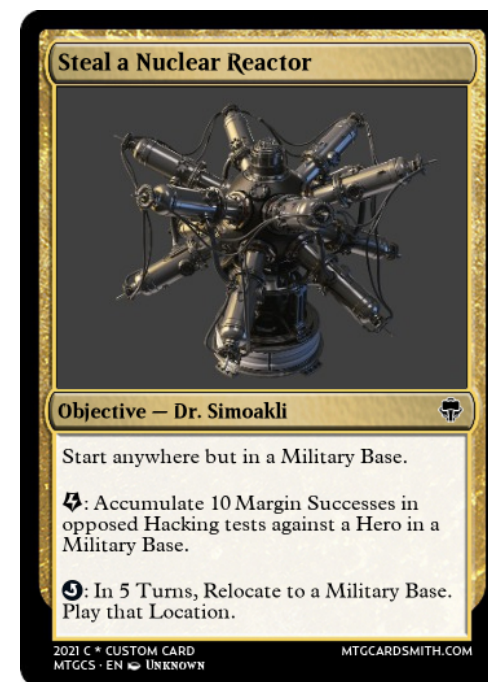 Steal a Nuclear Reactor
Objective — Dr. Simoakli
Start anywhere but in a Military Base.
: Accumulate 10 Margin Successes in
opposed Hacking tests against a Hero in a
Military Base.
: In 5 Turns, Relocate to a Military Base.
Play that Location.
2021 C * CUSTOM CARD
MTGCARDSMITH.COM
MTGCS · EN UNKNOWN